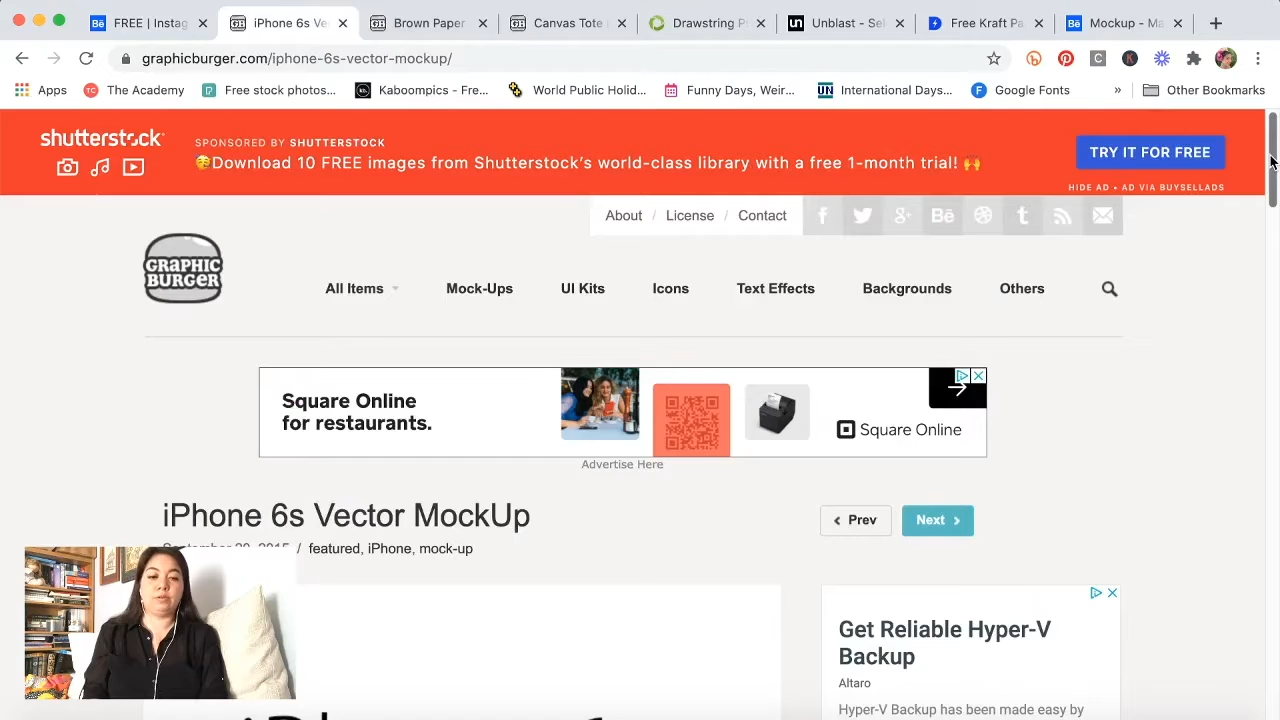 FREE | Instag
iPhone 6s Ve
Brown Paper
Canvas Tote
Drawstring P
Unblast - Sel
Free Kraft Pa
Mockup - Ma
graphicburger.com/iphone-6s-vector-mockup/
Apps
The Academy
Free stock photos...
Kaboompics - Fre...
World Public Holid...
Funny Days, Weir...
UN
International Days...
Google Fonts
»
Other Bookmarks
shutterstock
SPONSORED BY SHUTTERSTOCK
🥳Download 10 FREE images from Shutterstock's world-class library with a free 1-month trial! 🙌
TRY IT FOR FREE
HIDE AD • AD VIA BUYSELLADS
About / License / Contact
GRAPHIC
BURGER
All Items
Mock-Ups
UI Kits
Icons
Text Effects
Backgrounds
Others
Square Online
for restaurants.
Square Online
Advertise Here
iPhone 6s Vector MockUp
Prev
Next
/ featured, iPhone, mock-up
Get Reliable Hyper-V
Backup
Altaro
Hyper-V Backup has been made easy by